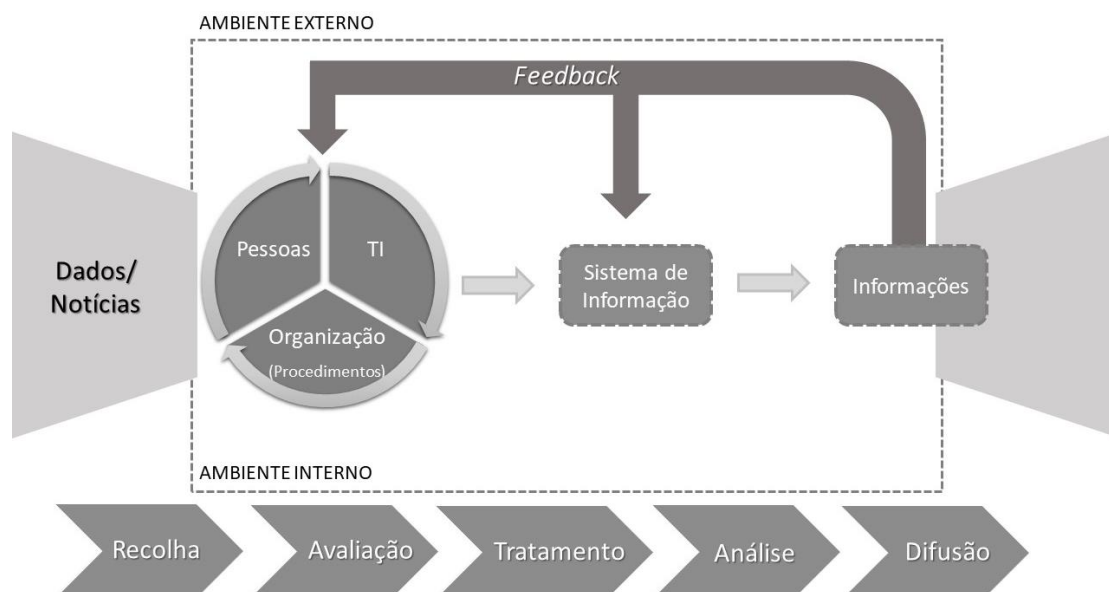 AMBIENTE EXTERNO
Feedback
Dados/
Notícias
Pessoas
TI
Organização
(Procedimentos)
Sistema de
Informação
Informações
AMBIENTE INTERNO
Recolha
Avaliação
Tratamento
Análise
Difusão